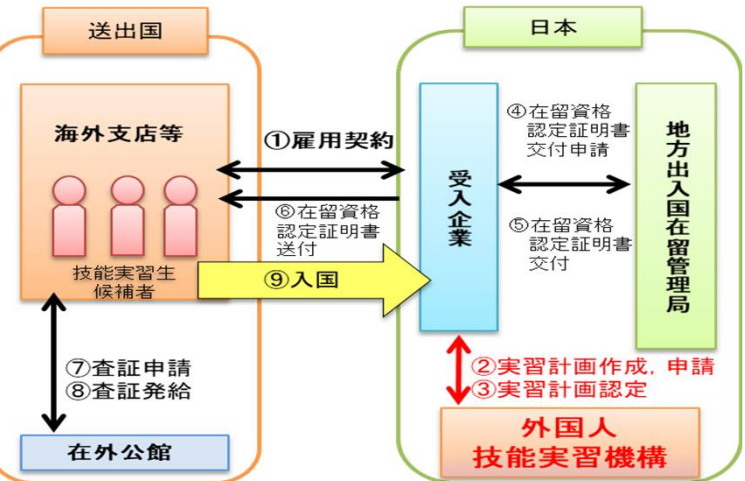 送出国
海外支店等
技能実習生
候補者
⑦査証申請
⑧査証発給
在外公館
①雇用契約
⑥在留資格
認定証明書
送付
⑨入国
日本
受入企業
④在留資格
認定証明書
交付申請
⑤在留資格
認定証明書
交付
地方出入国在留管理局
②実習計画作成，申請
③実習計画認定
外国人
技能実習機構